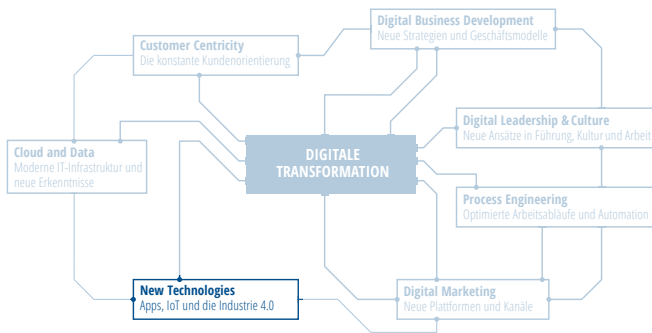 Digital Business Development
Neue Strategien und Geschäftsmodelle
Customer Centricity
Die konstante Kundenorientierung
Digital Leadership & Culture
Neue Ansätze in Führung, Kultur und Arbeit
Cloud and Data
Moderne IT-Infrastruktur und
neue Erkenntnisse
DIGITALE
TRANSFORMATION
Process Engineering
Optimierte Arbeitsabläufe und Automation
New Technologies
Apps, IoT und die Industrie 4.0
Digital Marketing
Neue Plattformen und Kanäle